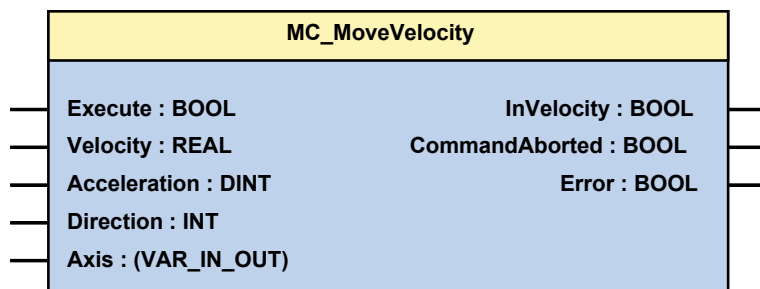 MC_MoveVelocity
Execute : BOOL InVelocity : BOOL
Velocity : REAL CommandAborted : BOOL
Acceleration : DINT Error : BOOL
Direction : INT
Axis : (VAR_IN_OUT)